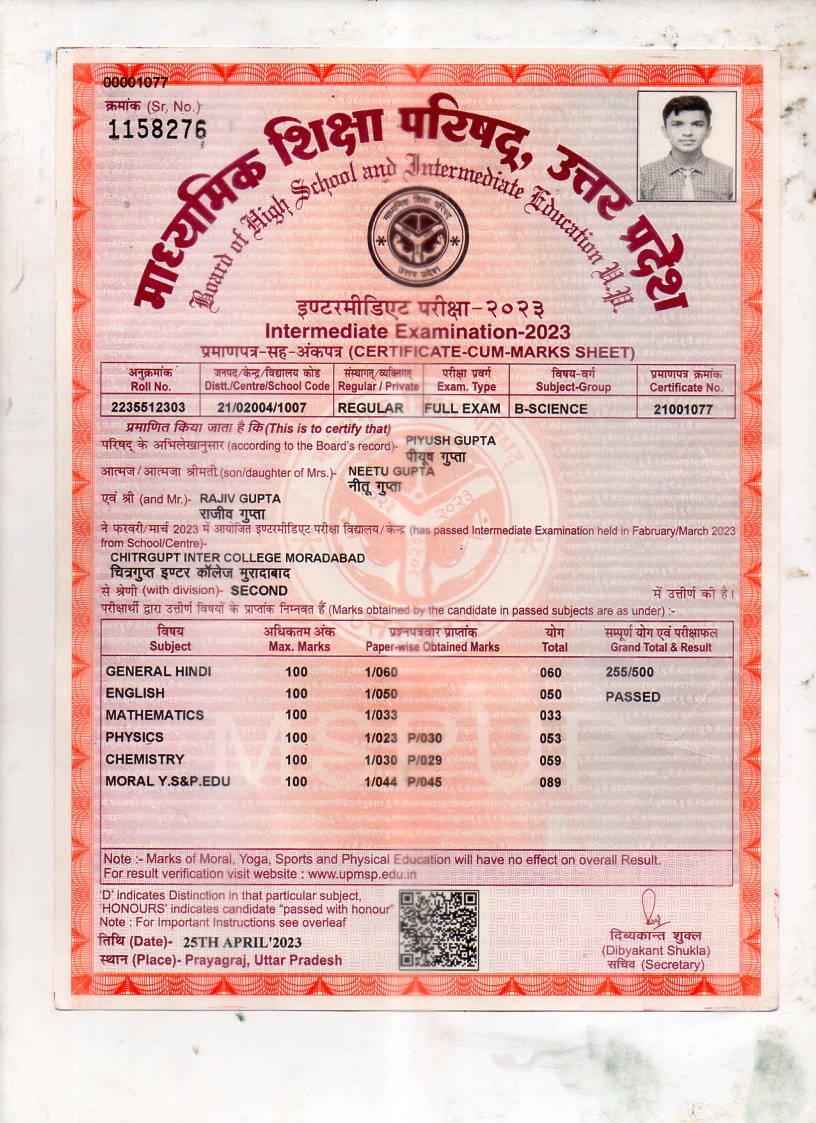 00001077
क्रमांक (Sr. No.)
1158276
माध्यमिक शिक्षा परिषद्, उत्तर प्रदेश
Board of High School and Intermediate Education U.P.
माध्यमिक शिक्षा परिषद
उत्तर प्रदेश
इण्टरमीडिएट परीक्षा-२०२३
Intermediate Examination-2023
प्रमाणपत्र-सह-अंकपत्र (CERTIFICATE-CUM-MARKS SHEET)
अनुक्रमांक जनपद/केन्द्र/विद्यालय कोड संस्थागत्/व्यक्तिगत् परीक्षा प्रवर्ग विषय-वर्ग प्रमाणपत्र क्रमांक
Roll No. Distt./Centre/School Code Regular / Private Exam. Type Subject-Group Certificate No.
2235512303 21/02004/1007 REGULAR FULL EXAM B-SCIENCE 21001077
प्रमाणित किया जाता है कि (This is to certify that)
परिषद् के अभिलेखानुसार (according to the Board's record)- PIYUSH GUPTA
पीयूष गुप्ता
आत्मज/आत्मजा श्रीमती (son/daughter of Mrs.)- NEETU GUPTA
नीतू गुप्ता
एवं श्री (and Mr.)- RAJIV GUPTA
राजीव गुप्ता
ने फरवरी/मार्च 2023 में आयोजित इण्टरमीडिएट परीक्षा विद्यालय/केन्द्र (has passed Intermediate Examination held in Fabruary/March 2023
from School/Centre)-
CHITRGUPT INTER COLLEGE MORADABAD
चित्रगुप्त इण्टर कॉलेज मुरादाबाद
से श्रेणी (with division)- SECOND में उत्तीर्ण की है।
परीक्षार्थी द्वारा उत्तीर्ण विषयों के प्राप्तांक निम्नवत हैं (Marks obtained by the candidate in passed subjects are as under) :-
विषय अधिकतम अंक प्रश्नपत्रवार प्राप्तांक योग सम्पूर्ण योग एवं परीक्षाफल
Subject Max. Marks Paper-wise Obtained Marks Total Grand Total & Result
GENERAL HINDI 100 1/060 060 255/500
ENGLISH 100 1/050 050 PASSED
MATHEMATICS 100 1/033 033
PHYSICS 100 1/023 P/030 053
CHEMISTRY 100 1/030 P/029 059
MORAL Y.S&P.EDU 100 1/044 P/045 089
MSPUP
Note :- Marks of Moral, Yoga, Sports and Physical Education will have no effect on overall Result.
For result verification visit website : www.upmsp.edu.in
'D' indicates Distinction in that particular subject,
'HONOURS' indicates candidate "passed with honour"
Note : For Important Instructions see overleaf
तिथि (Date)- 25TH APRIL'2023
स्थान (Place)- Prayagraj, Uttar Pradesh
दिब्यकान्त शुक्ल
(Dibyakant Shukla)
सचिव (Secretary)